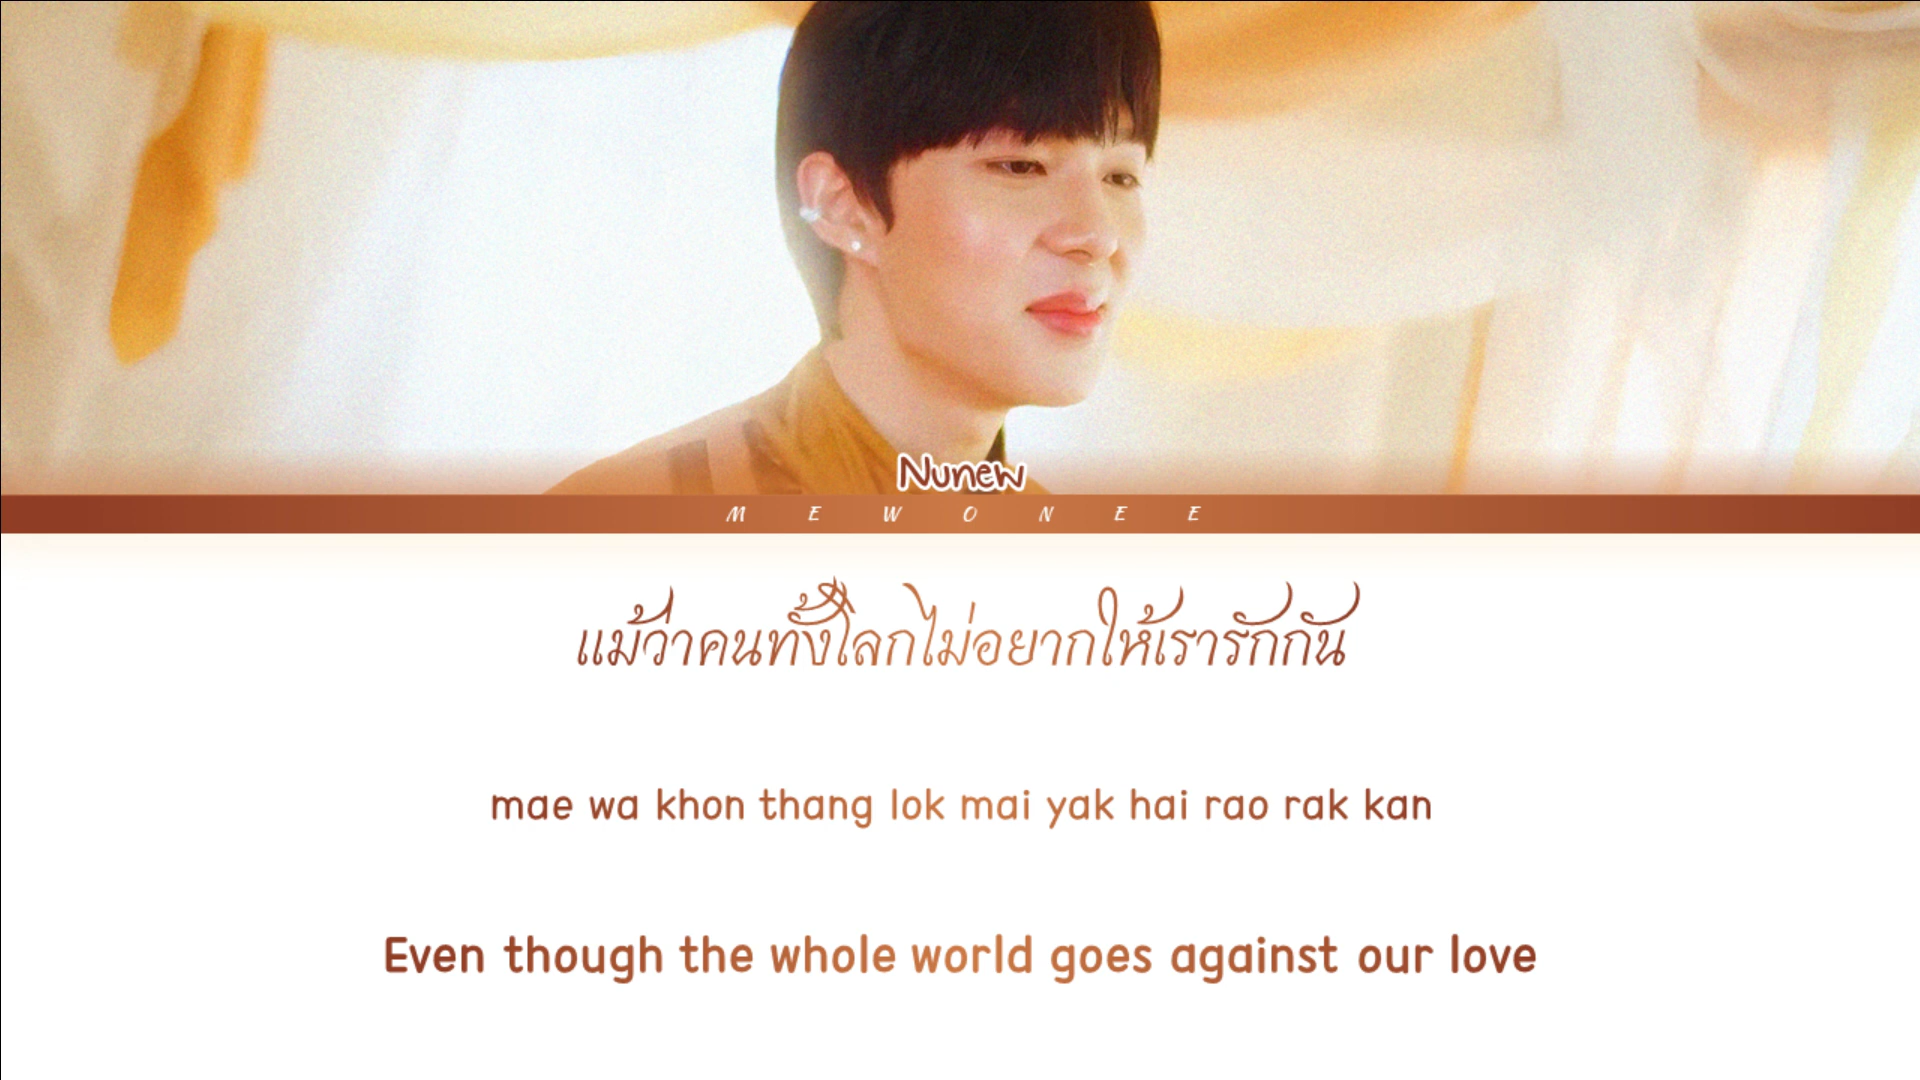 Nunew
MEWONEE
แม้ว่าคนทั้งโลกไม่อยากให้เรารักกัน
mae wa khon thang lok mai yak hai rao rak kan
Even though the whole world goes against our love